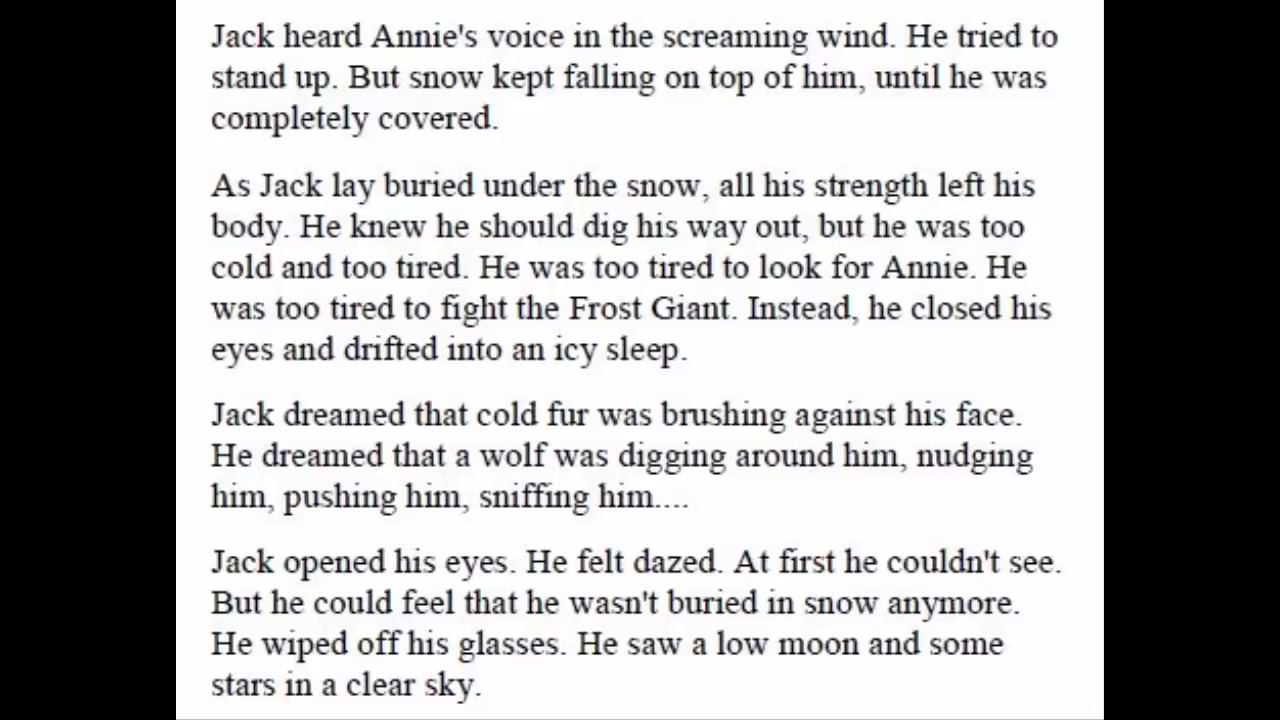 Jack heard Annie's voice in the screaming wind. He tried to
stand up. But snow kept falling on top of him, until he was
completely covered.
As Jack lay buried under the snow, all his strength left his
body. He knew he should dig his way out, but he was too
cold and too tired. He was too tired to look for Annie. He
was too tired to fight the Frost Giant. Instead, he closed his
eyes and drifted into an icy sleep.
Jack dreamed that cold fur was brushing against his face.
He dreamed that a wolf was digging around him, nudging
him, pushing him, sniffing him....
Jack opened his eyes. He felt dazed. At first he couldn't see.
But he could feel that he wasn't buried in snow anymore.
He wiped off his glasses. He saw a low moon and some
stars in a clear sky.